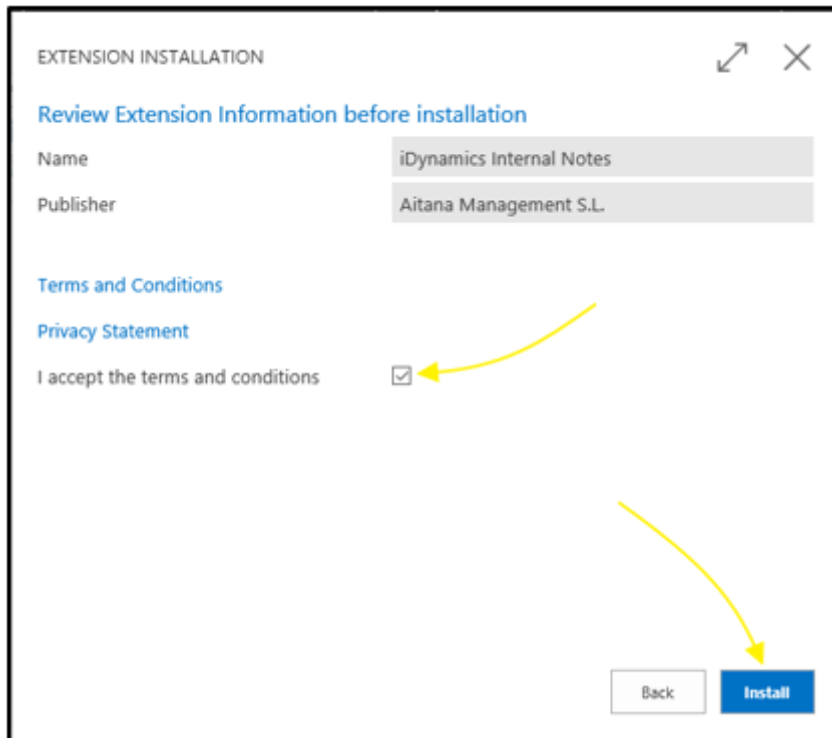 EXTENSION INSTALLATION
Review Extension Information before installation
Name iDynamics Internal Notes
Publisher Aitana Management S.L.
Terms and Conditions
Privacy Statement
I accept the terms and conditions
Back Install